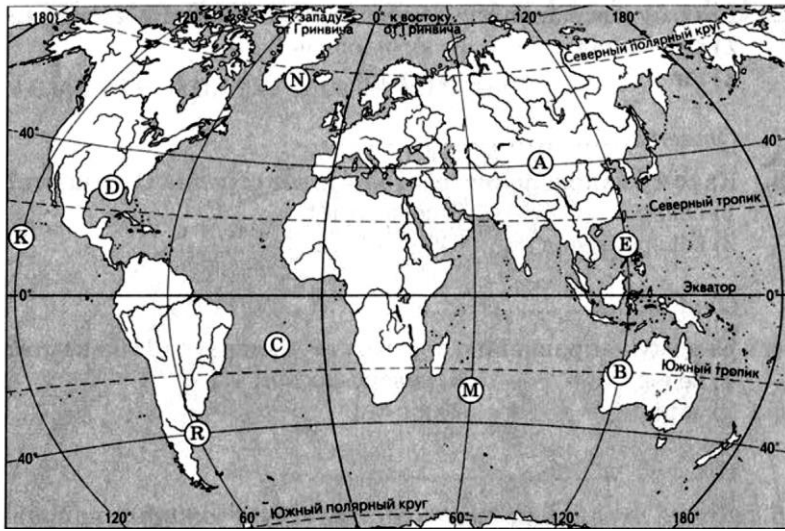 180° 120° К западу от Гринвича 0° к востоку от Гринвича 120° 180°
Северный полярный круг
N
40° 40°
A
D
Северный тропик
K
E
Экватор
0° 0°
C
B
Южный тропик
M
R
40° 40°
120° 60° Южный полярный круг 60° 120° 180°